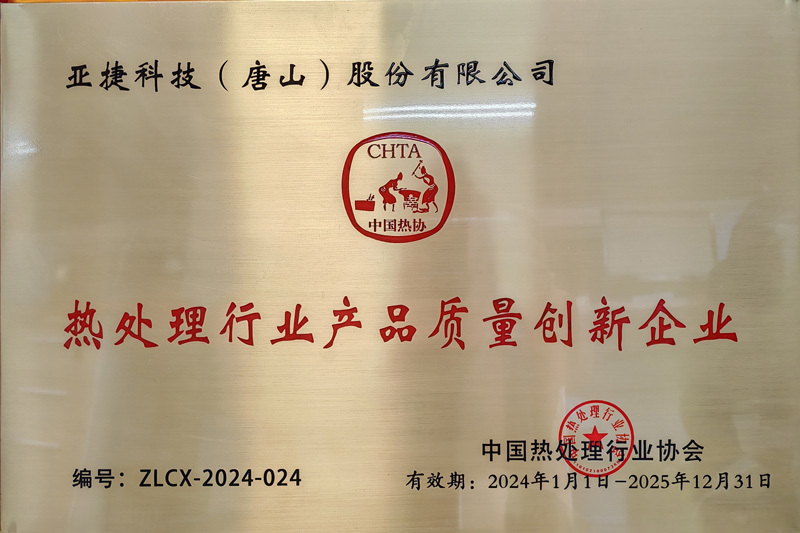 亚捷科技（唐山）股份有限公司
CHTA
中国热协
热处理行业产品质量创新企业
中国热处理行业协会
编号：ZLCX-2024-024
有效期：2024年1月1日-2025年12月31日